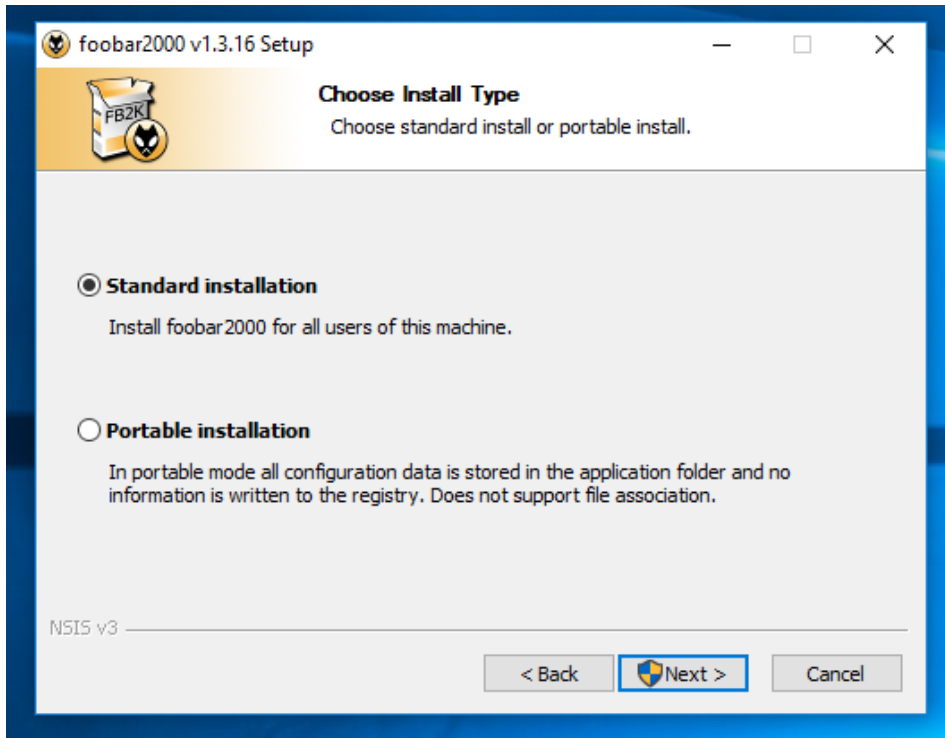 foobar2000 v1.3.16 Setup
FB2K
Choose Install Type
Choose standard install or portable install.
Standard installation
Install foobar2000 for all users of this machine.
Portable installation
In portable mode all configuration data is stored in the application folder and no
information is written to the registry. Does not support file association.
NSIS v3
< Back
Next >
Cancel